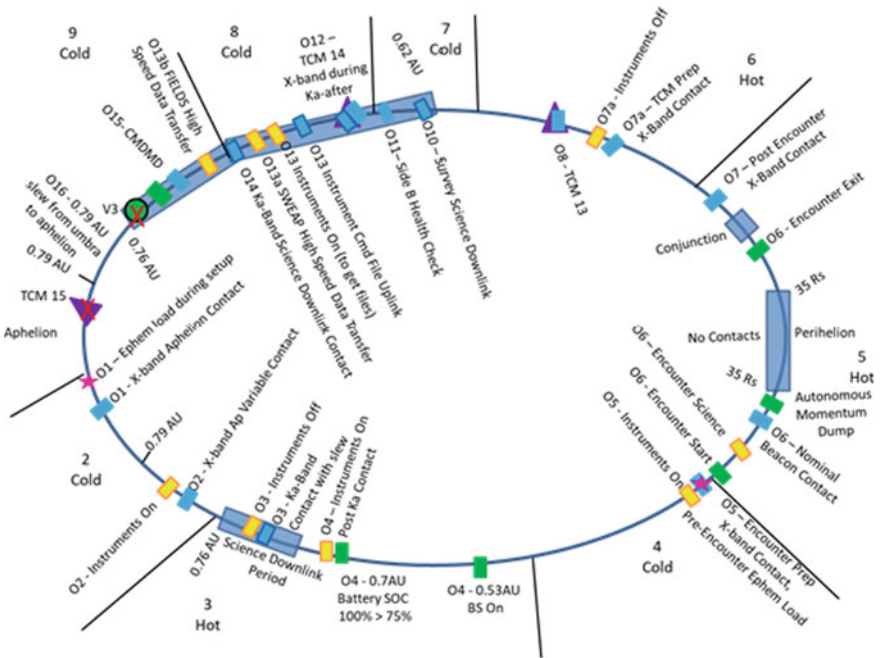 9
Cold
8
Cold
7
Cold
6
Hot
O13b FIELDS High
Speed Data Transfer
O12 –
TCM 14
X-band during
Ka-after
0.62 AU
O7a - Instruments Off
O7a – TCM Prep
X-Band Contact
O15- CMDMD
O16 - 0.79 AU
slew from umbra
to aphelion
V3
0.76 AU
0.79 AU
TCM 15
Aphelion
O14 Ka-Band Science Downlink Contact
O13a SWEAP High Speed Data Transfer
O13 Instruments On (to get files)
O13 Instrument Cmd File Uplink
O11– Side B Health Check
O10 – Survey Science Downlink
O8 - TCM 13
O7 – Post Encounter
X-Band Contact
Conjunction
O6 - Encounter Exit
35 Rs
No Contacts
Perihelion
35 Rs
5
Hot
Autonomous
Momentum
Dump
O6 – Nominal
Beacon Contact
O6 – Encounter Science
O6 - Encounter Start
O5 - Instruments On
O5 – Encounter Prep
X-band Contact,
Pre-Encounter Ephem Load
4
Cold
O1 – Ephem load during setup
O1 - X-band Aphelion Contact
2
Cold
0.79 AU
O2 - X-band Ap Variable Contact
O2 - Instruments On
0.76 AU
O3 - Instruments Off
O3 - Ka-Band
Contact with slew
O4 – Instruments On
Post Ka Contact
Science Downlink
Period
3
Hot
O4 - 0.7AU
Battery SOC
100% > 75%
O4 - 0.53AU
BS On